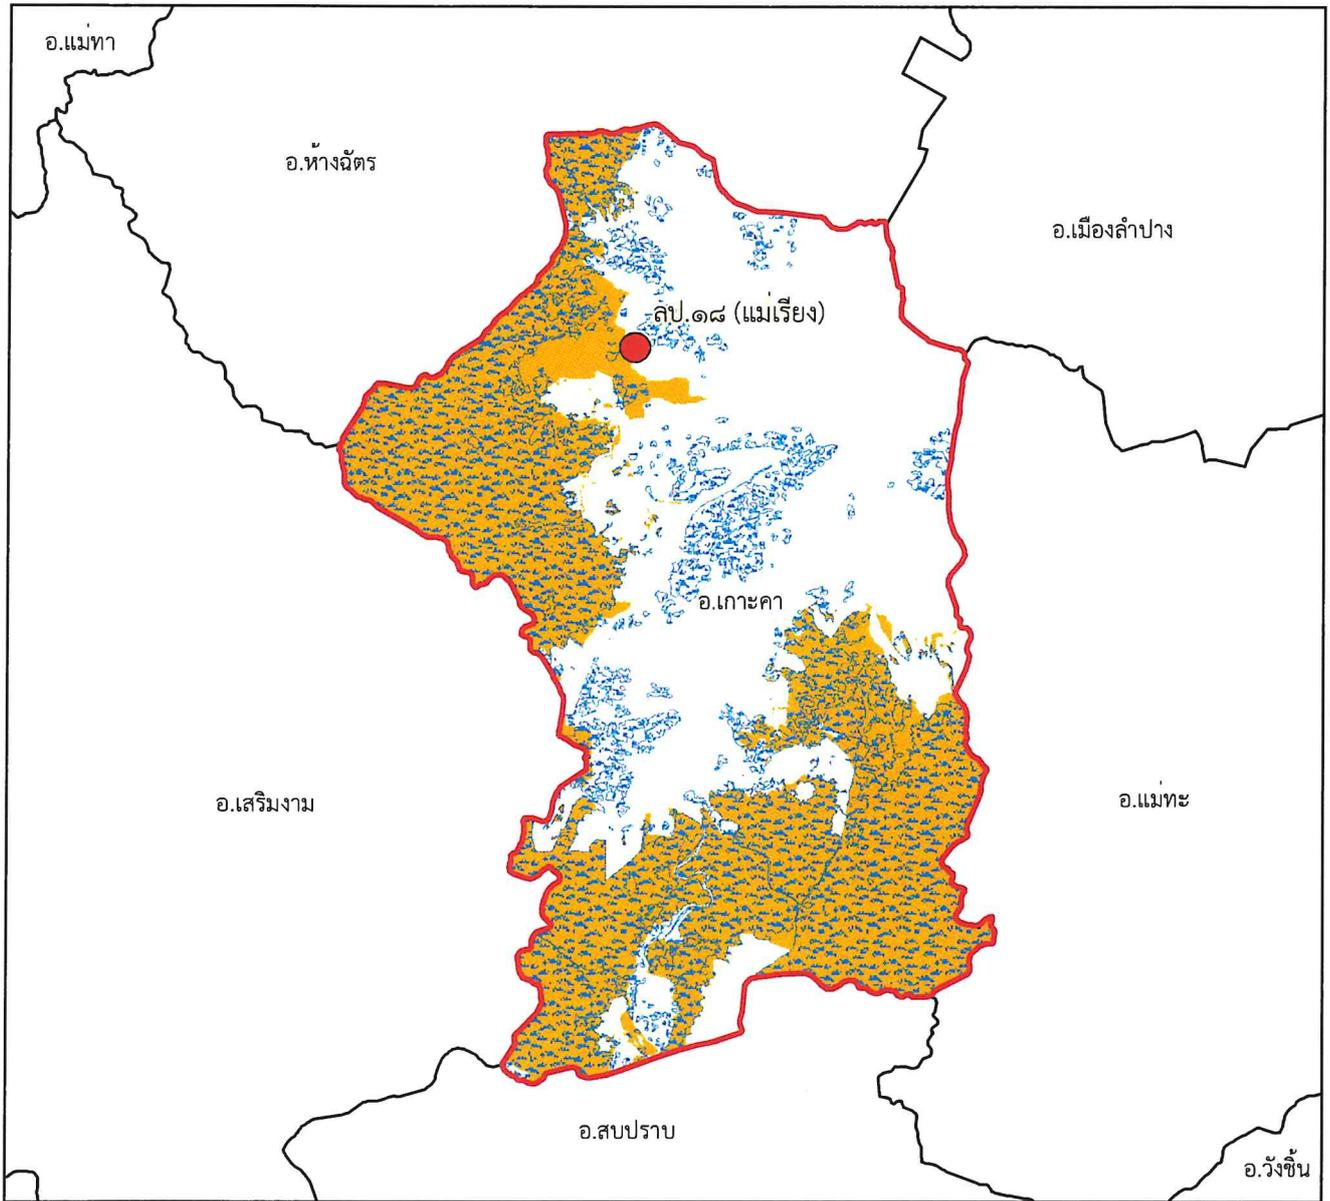 อ.แม่ทา
อ.ห้างฉัตร
อ.เมืองลำปาง
ลป.๑๘ (แม่เรียง)
อ.เกาะคา
อ.เสริมงาม
อ.แม่ทะ
อ.สบปราบ
อ.วังชิ้น